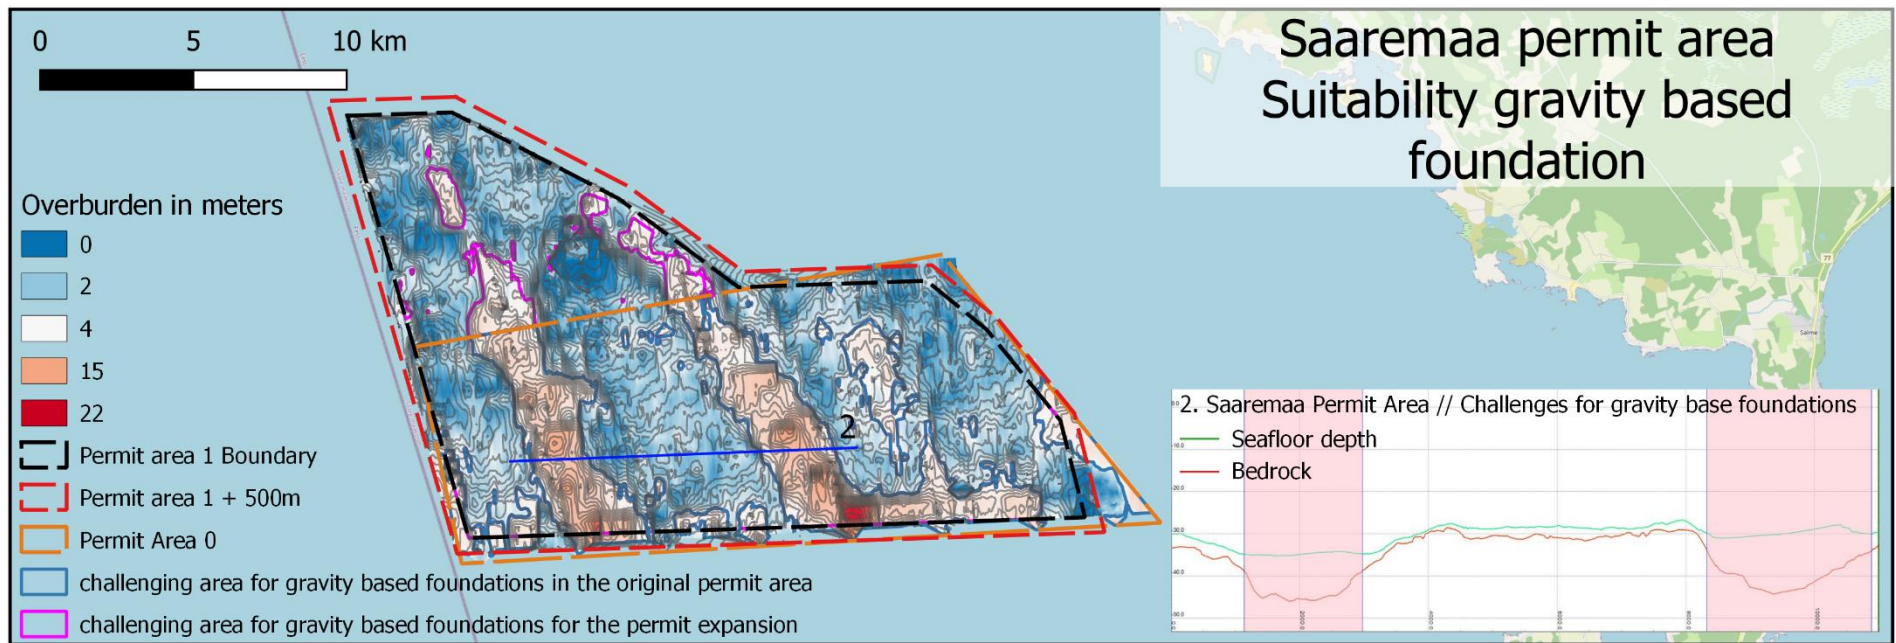 0 5 10 km
Saaremaa permit area
Suitability gravity based
foundation
Overburden in meters
0
2
4
15
22
Permit area 1 Boundary
Permit area 1 + 500m
Permit Area 0
challenging area for gravity based foundations in the original permit area
challenging area for gravity based foundations for the permit expansion
2
77
Salme
2. Saaremaa Permit Area // Challenges for gravity base foundations
Seafloor depth
Bedrock